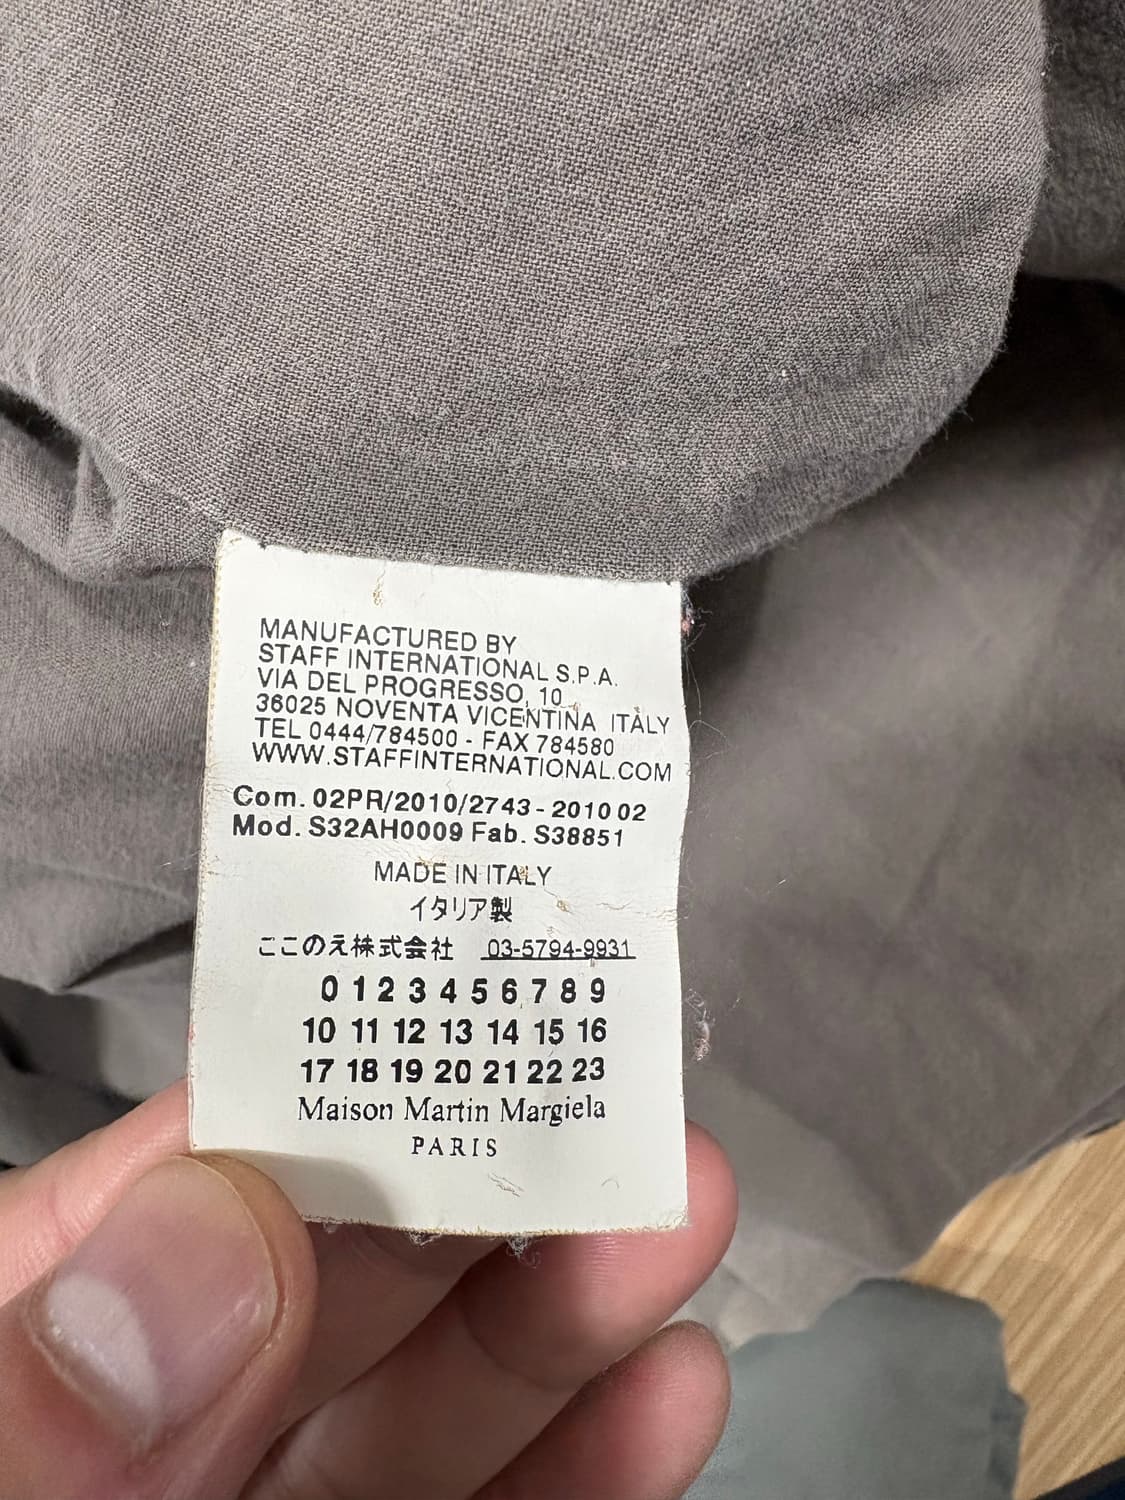 MANUFACTURED BY
STAFF INTERNATIONAL S.P.A.
VIA DEL PROGRESSO, 10
36025 NOVENTA VICENTINA ITALY
TEL 0444/784500 - FAX 784580
WWW.STAFFINTERNATIONAL.COM
Com. 02PR/2010/2743 - 2010 02
Mod. S32AH0009 Fab. S38851
MADE IN ITALY
イタリア製
ここのえ株式会社 03-5794-9931
0 1 2 3 4 5 6 7 8 9
10 11 12 13 14 15 16
17 18 19 20 21 22 23
Maison Martin Margiela
PARIS